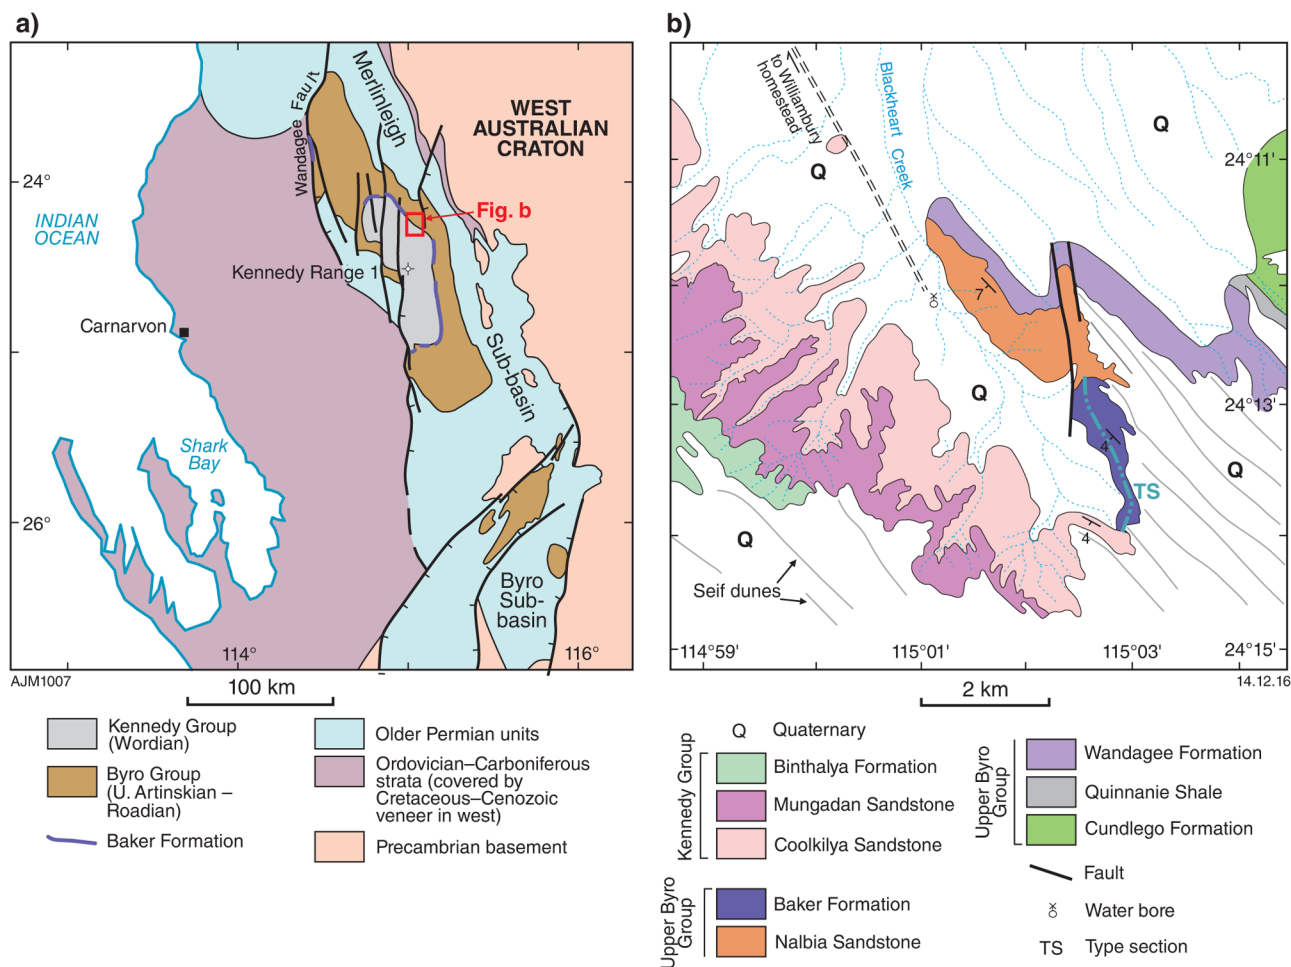 a)
Wandagee Fault
Merlinleigh
WEST
AUSTRALIAN
CRATON
24°
INDIAN
OCEAN
Fig. b
Kennedy Range 1
Carnarvon
Sub-basin
Shark
Bay
26°
Byro
Sub-
basin
114°
116°
AJM1007
100 km
Kennedy Group
(Wordian)
Byro Group
(U. Artinskian –
Roadian)
Baker Formation
Older Permian units
Ordovician–Carboniferous
strata (covered by
Cretaceous–Cenozoic
veneer in west)
Precambrian basement
b)
to Williambury
homestead
Blackheart Creek
Q
24°11'
Q
7
Q
24°13'
4
Q
TS
4
Q
Seif dunes
114°59'
115°01'
115°03'
24°15'
14.12.16
2 km
Kennedy Group
Q Quaternary
Binthalya Formation
Mungadan Sandstone
Coolkilya Sandstone
Upper Byro
Group
Baker Formation
Nalbia Sandstone
Upper Byro
Group
Wandagee Formation
Quinnanie Shale
Cundlego Formation
Fault
Water bore
TS Type section